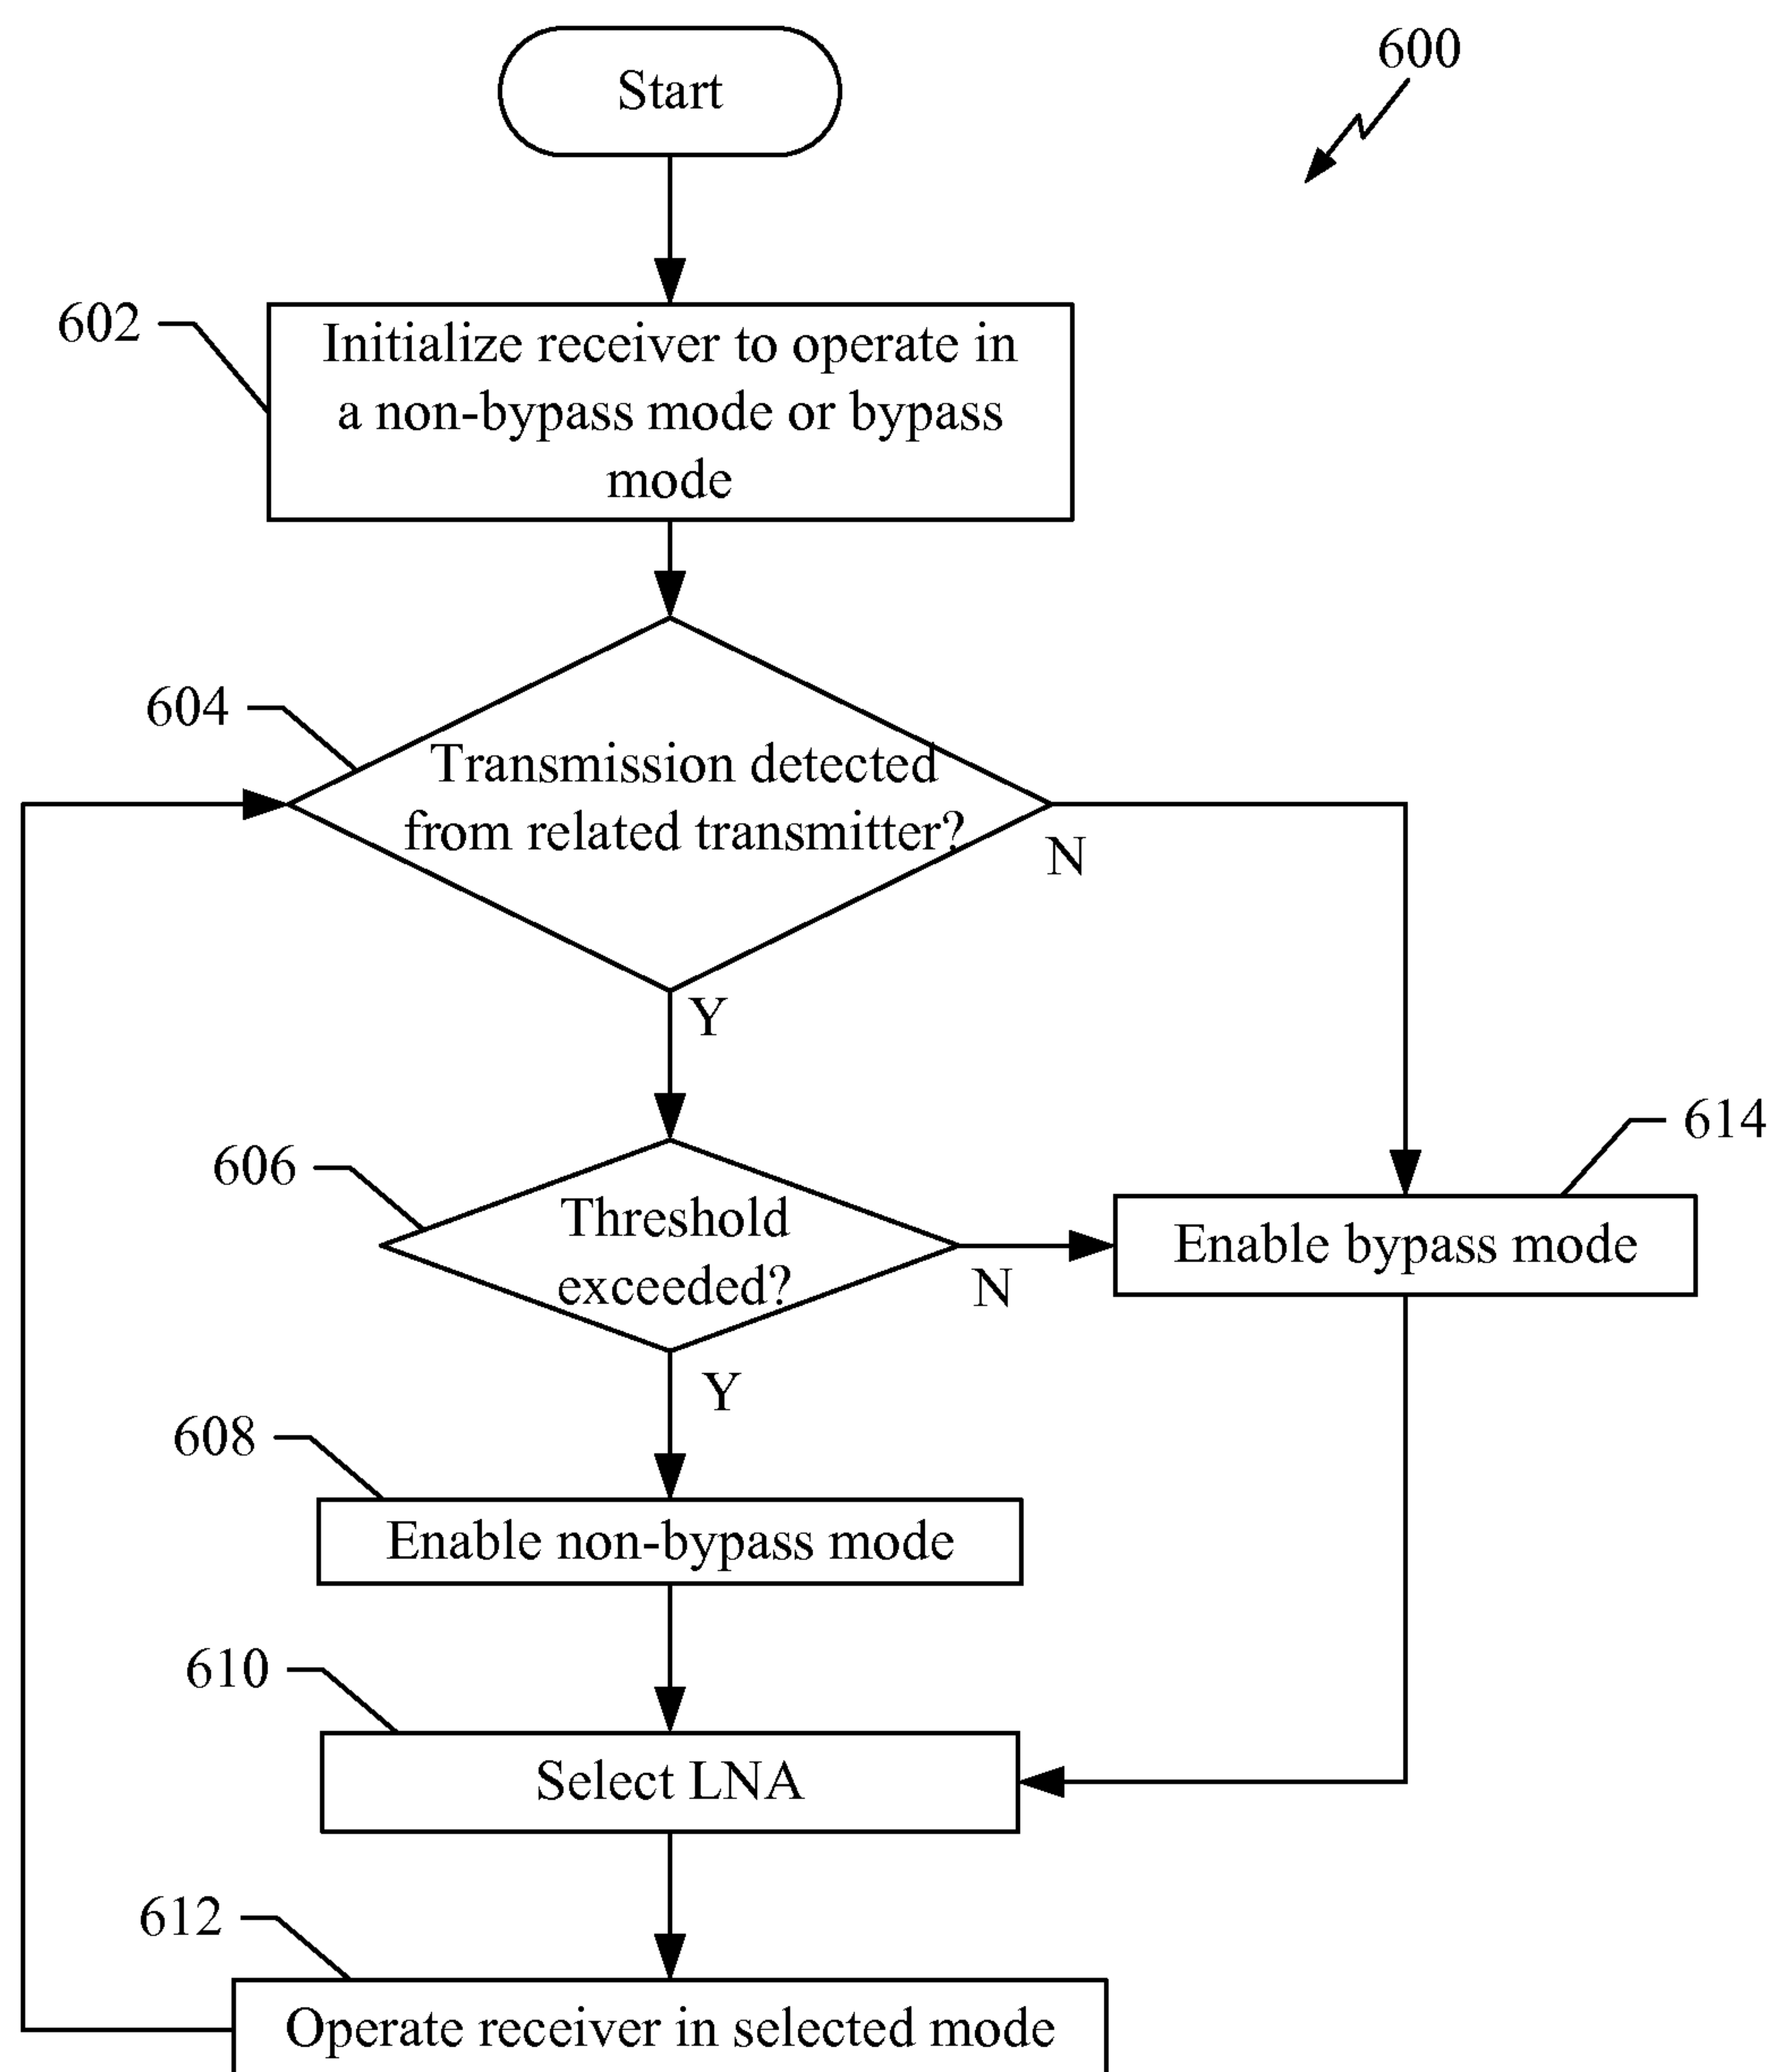 Start
600
602
Initialize receiver to operate in
a non-bypass mode or bypass
mode
604
Transmission detected
from related transmitter?
N
Y
606
Threshold
exceeded?
N
614
Enable bypass mode
Y
608
Enable non-bypass mode
610
Select LNA
612
Operate receiver in selected mode